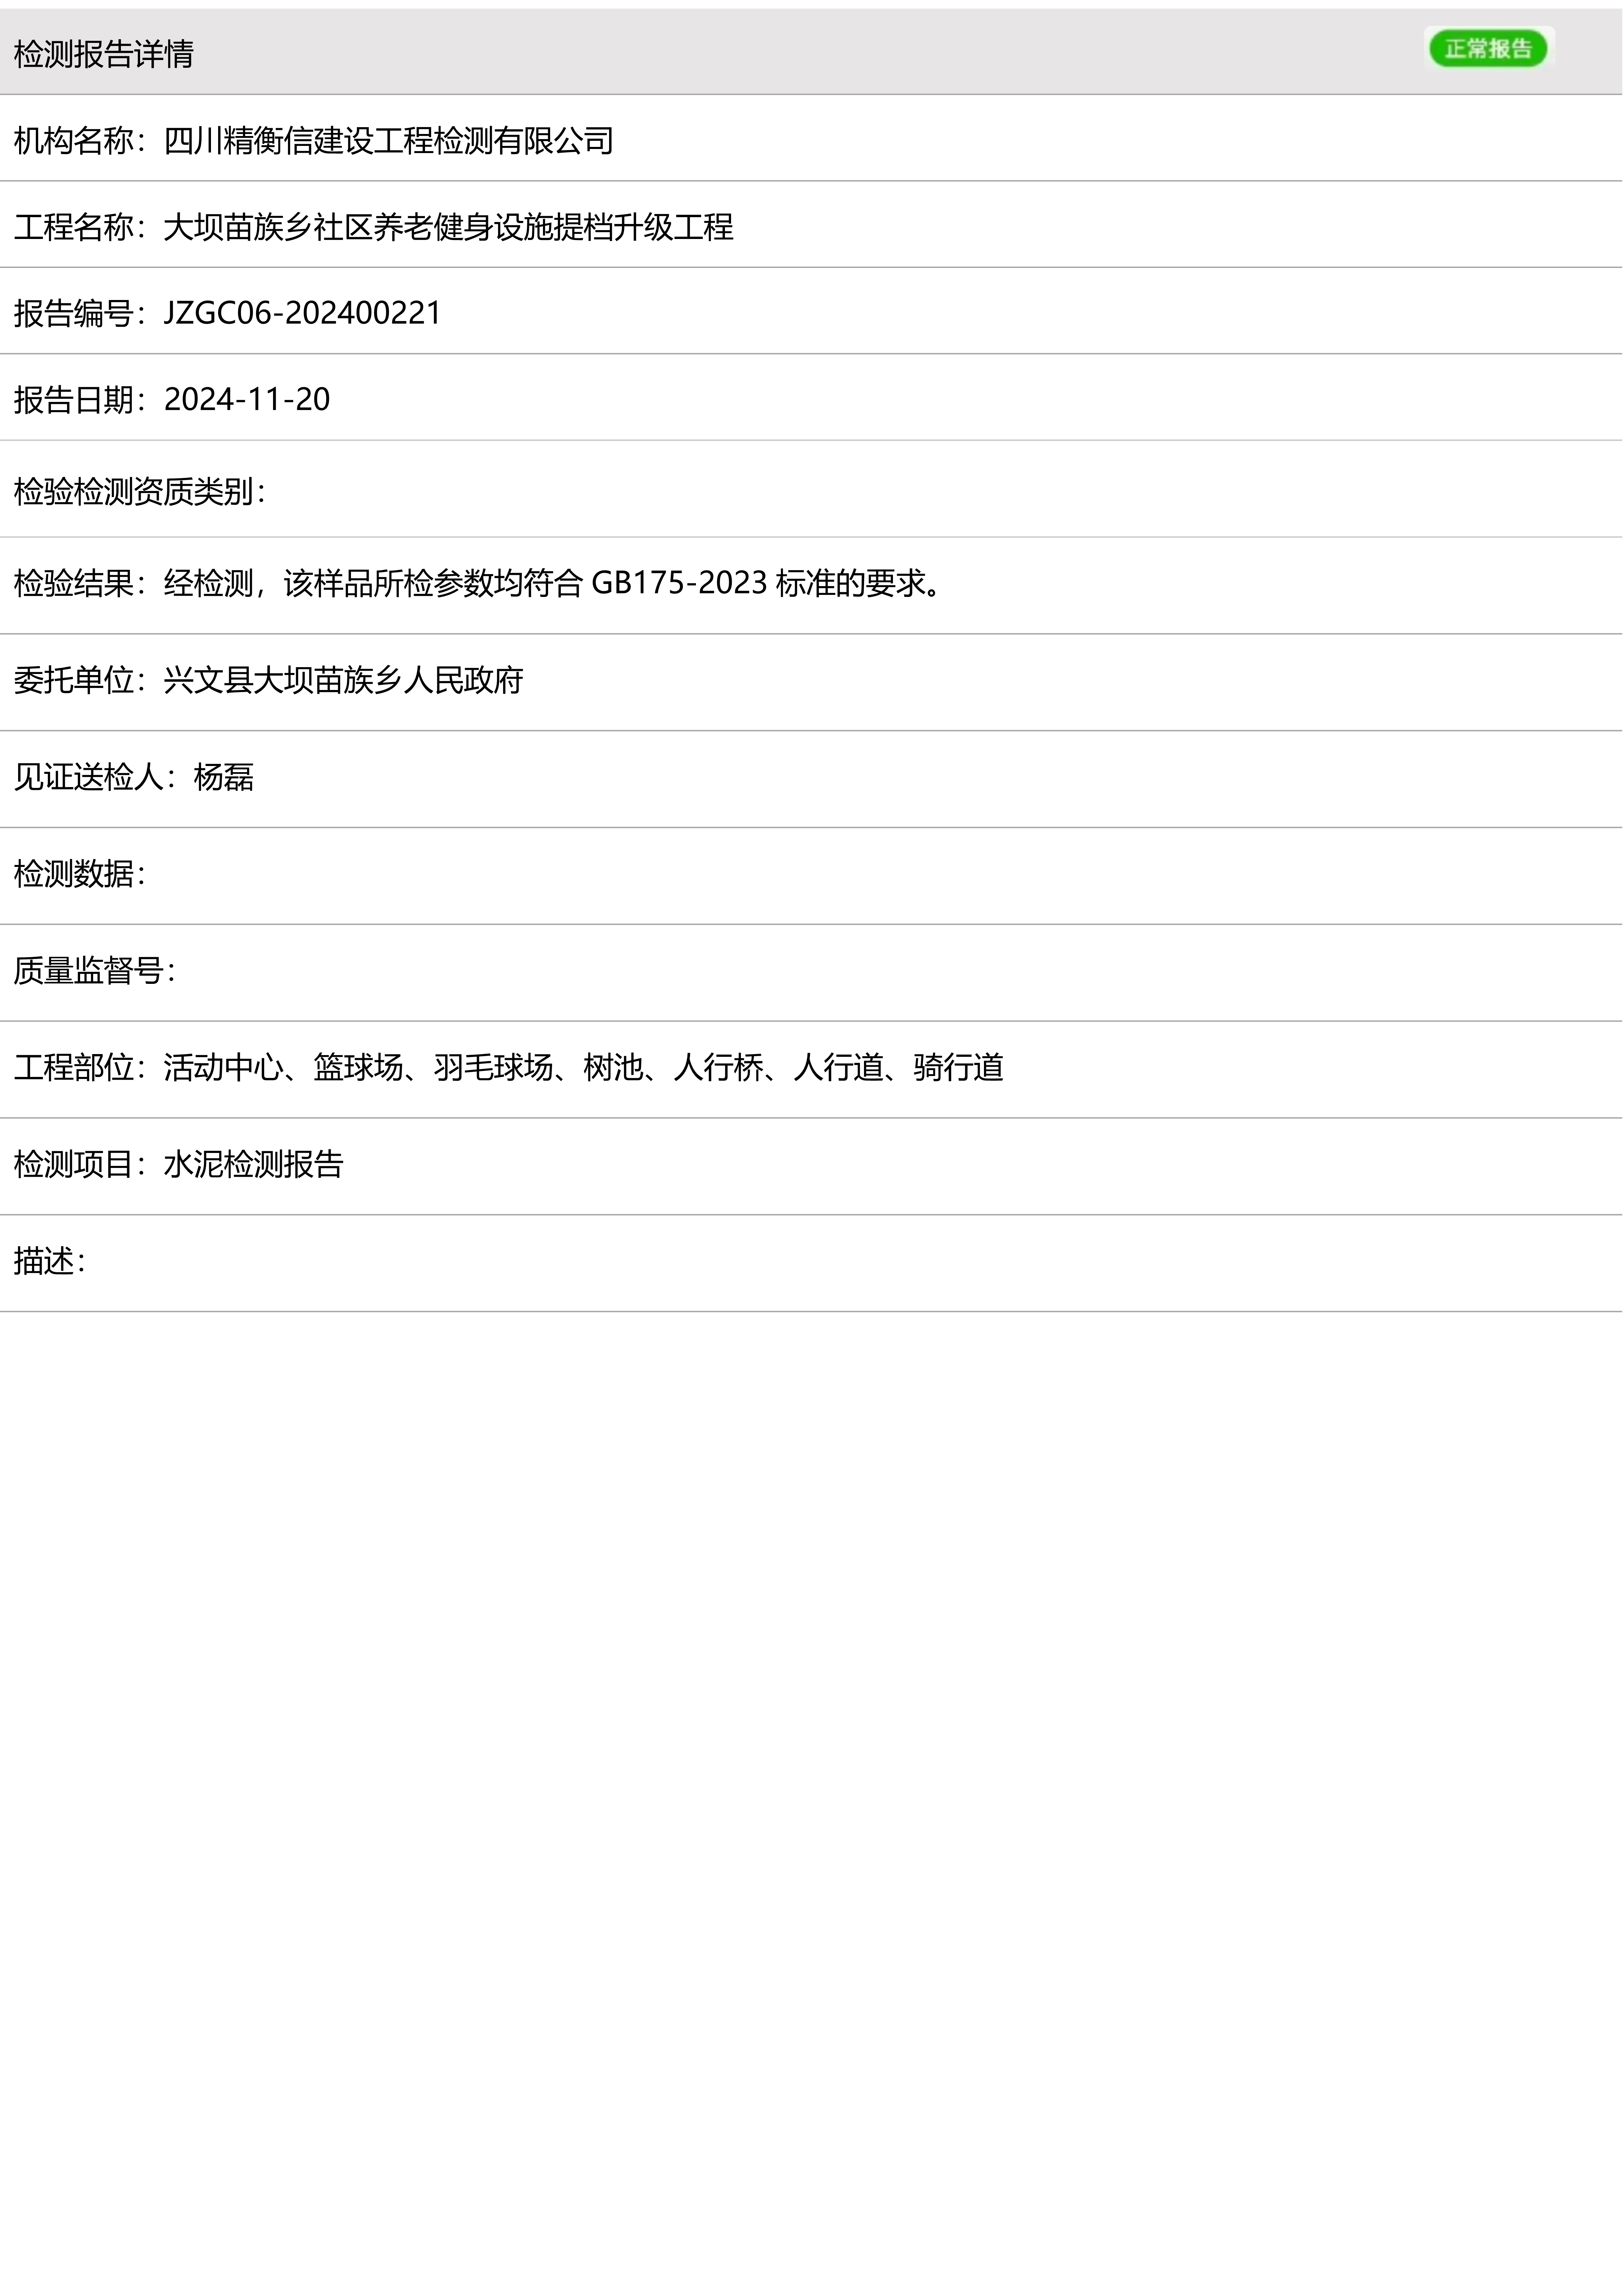 检测报告详情
正常报告
机构名称：四川精衡信建设工程检测有限公司
工程名称：大坝苗族乡社区养老健身设施提档升级工程
报告编号：JZGC06-202400221
报告日期：2024-11-20
检验检测资质类别：
检验结果：经检测，该样品所检参数均符合 GB175-2023 标准的要求。
委托单位：兴文县大坝苗族乡人民政府
见证送检人：杨磊
检测数据：
质量监督号：
工程部位：活动中心、篮球场、羽毛球场、树池、人行桥、人行道、骑行道
检测项目：水泥检测报告
描述：